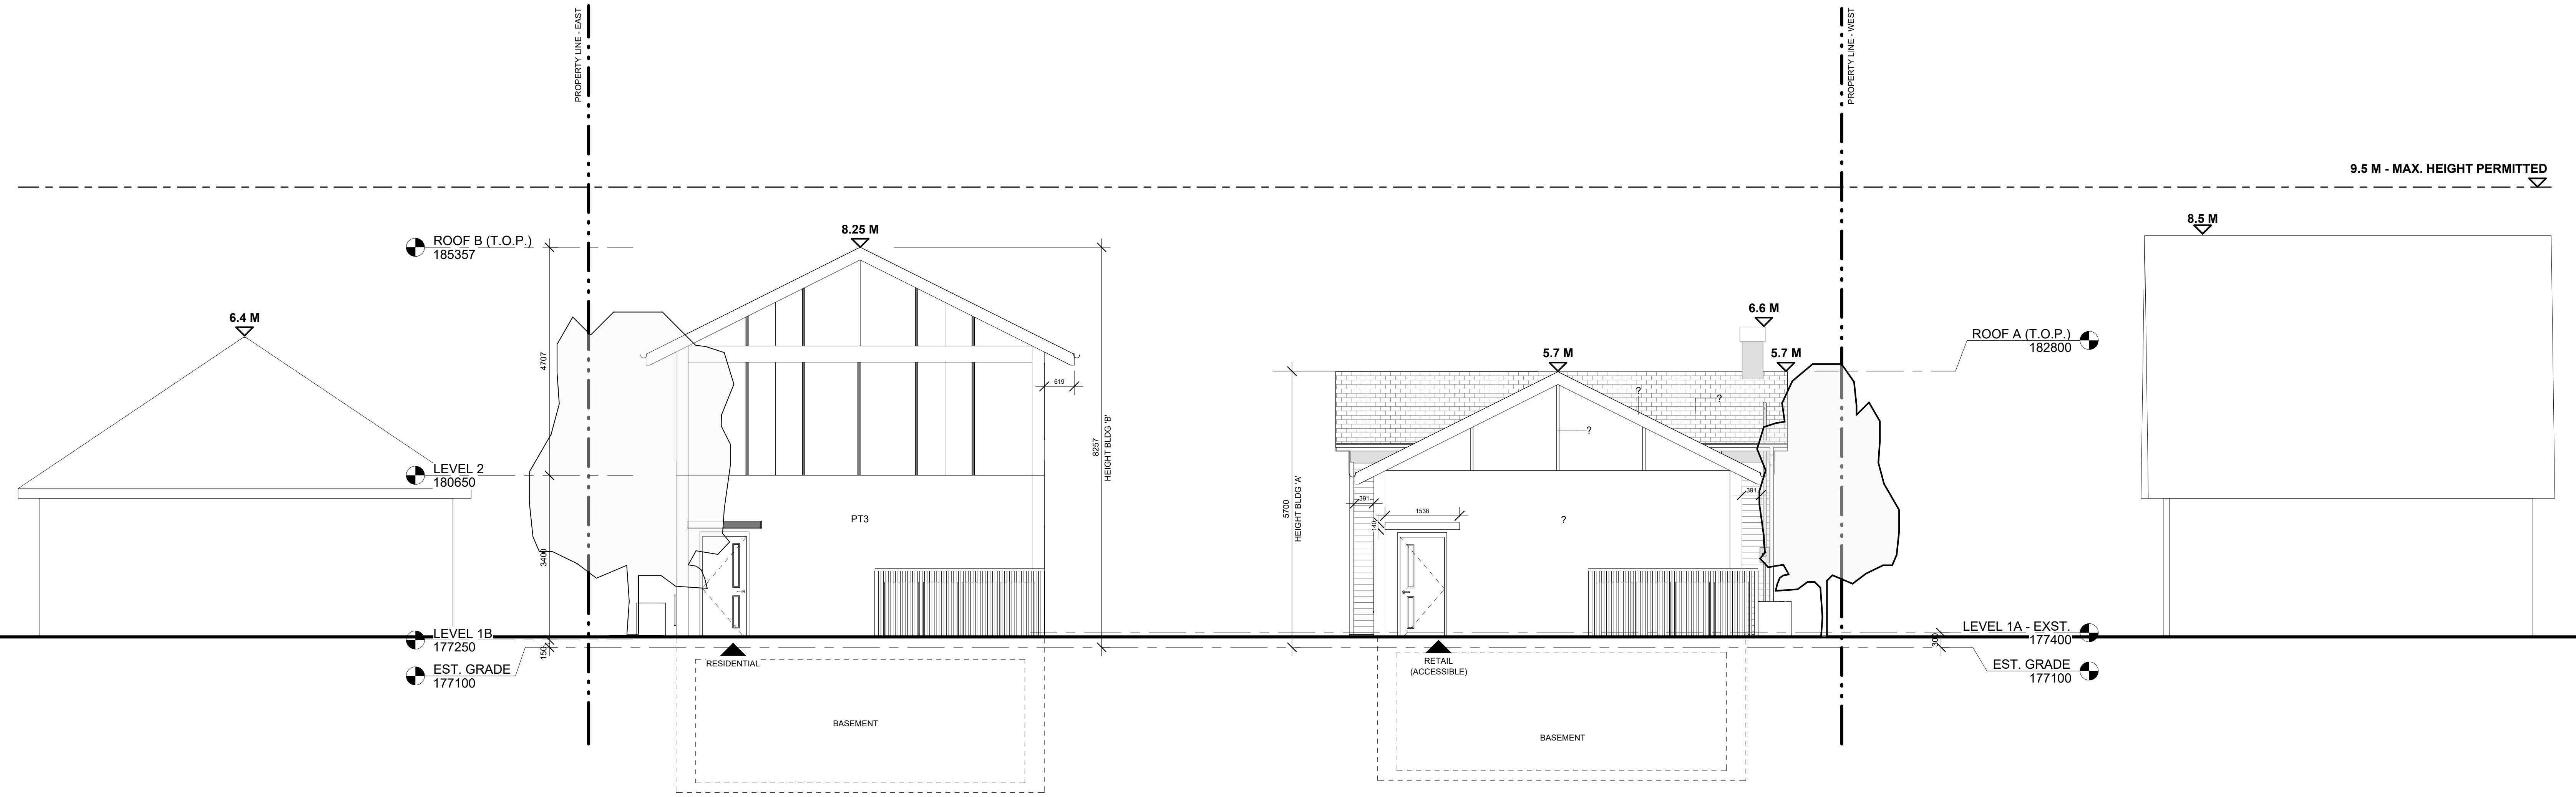 PROPERTY LINE - EAST
PROPERTY LINE - WEST
9.5 M - MAX. HEIGHT PERMITTED
8.5 M
8.25 M
ROOF B (T.O.P.)
185357
6.4 M
6.6 M
ROOF A (T.O.P.)
182800
5.7 M
5.7 M
4707
619
8257
HEIGHT BLDG 'B'
?
?
?
LEVEL 2
180650
5700
HEIGHT BLDG 'A'
391
391
1538
140
PT3
?
3400
LEVEL 1B
177250
150
EST. GRADE
177100
RESIDENTIAL
BASEMENT
RETAIL
(ACCESSIBLE)
BASEMENT
LEVEL 1A - EXST.
177400
300
EST. GRADE
177100